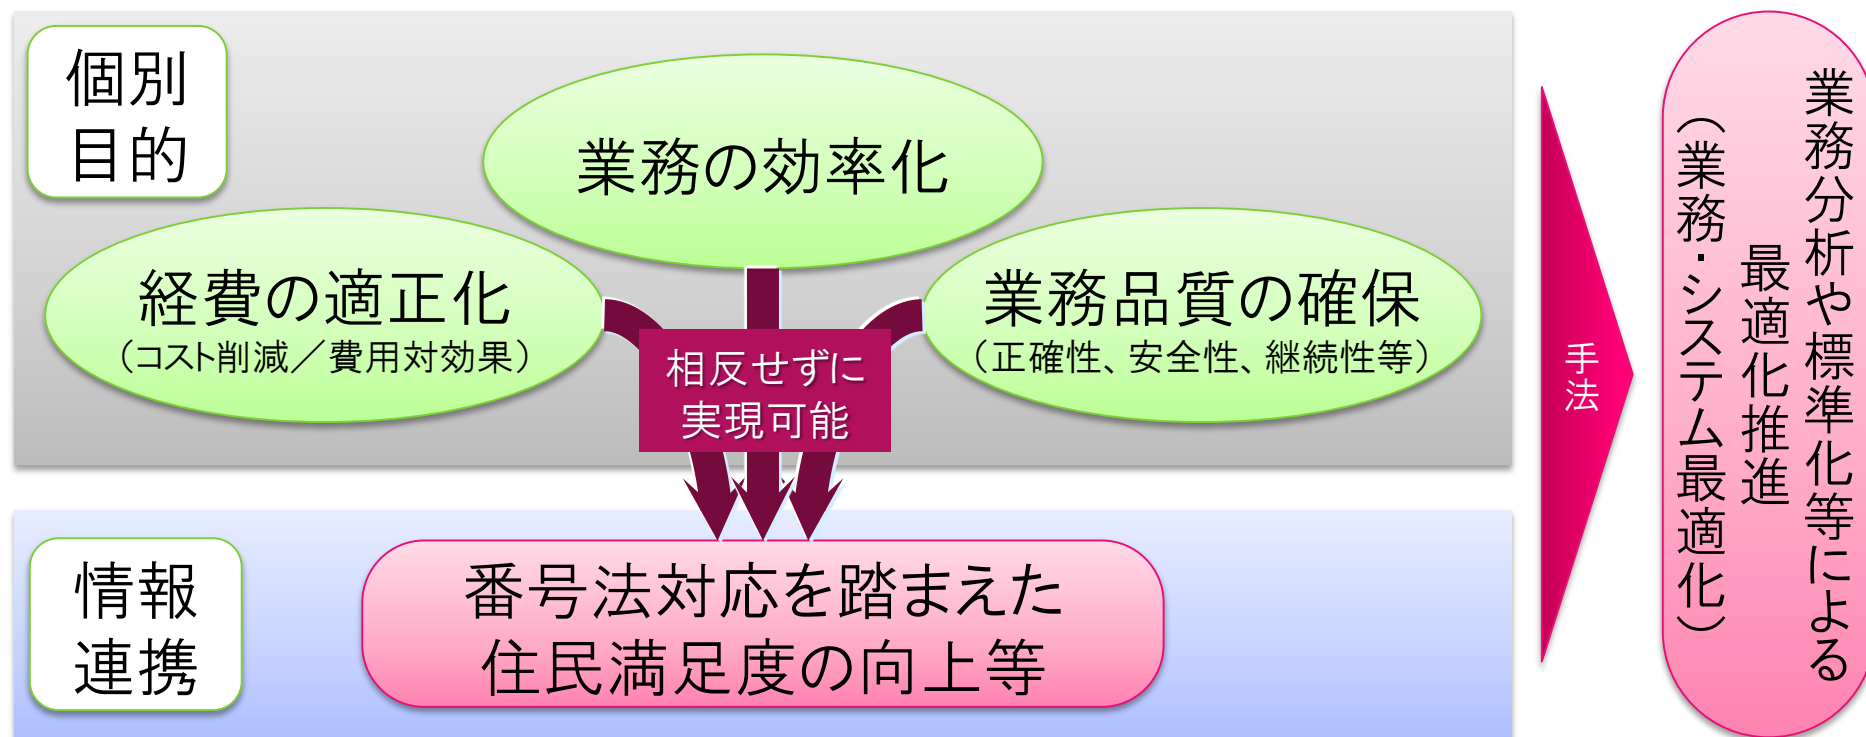 個別
目的
業務の効率化
経費の適正化
（コスト削減／費用対効果）
業務品質の確保
（正確性、安全性、継続性等）
相反せずに
実現可能
情報
連携
番号法対応を踏まえた
住民満足度の向上等
手法
業務分析や標準化等による
最適化推進
（業務・システム最適化）